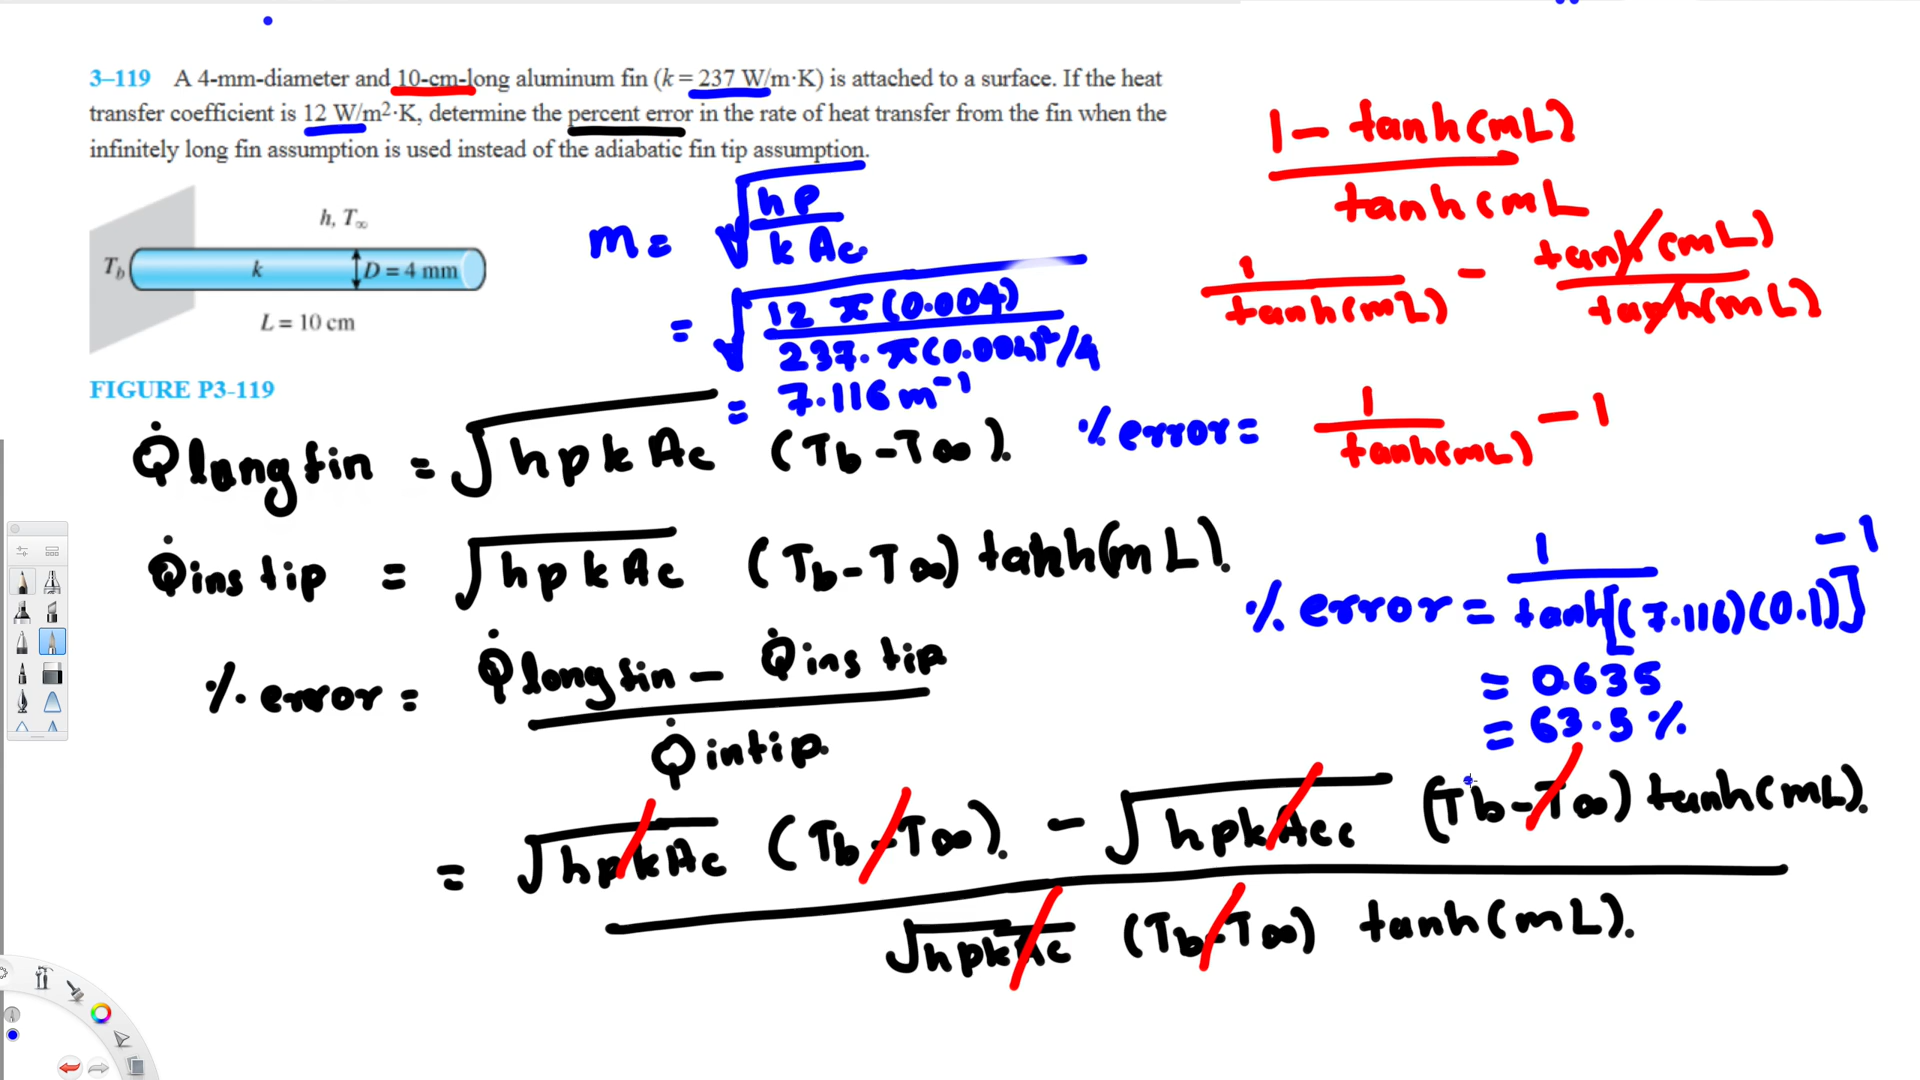 3–119 A 4-mm-diameter and 10-cm-long aluminum fin (k = 237 W/m·K) is attached to a surface. If the heat
transfer coefficient is 12 W/m²·K, determine the percent error in the rate of heat transfer from the fin when the
infinitely long fin assumption is used instead of the adiabatic fin tip assumption.
h, T∞
T_b
k
D = 4 mm
L = 10 cm
FIGURE P3-119
m = √(hp / kAc)
= √(12 π(0.004) / 237·π(0.004)²/4)
= 7.116 m⁻¹
1 – tanh(mL) / tanh(mL
1 / tanh(mL) – tanh(mL) / tanh(mL)
% error = 1 / tanh(mL) – 1
Q̇ long fin = √hpkAc (Tb – T∞).
Q̇ ins tip = √hpkAc (Tb – T∞) tanh(mL).
% error = Q̇ long fin – Q̇ ins tip / Q̇ intip.
% error = 1 / tanh[(7.116)(0.1)] – 1
= 0.635
= 63.5 %
= √hpkAc (Tb – T∞). – √hpkAcc (Tb – T∞) tanh(mL).
√hpkAc (Tb – T∞) tanh(mL).